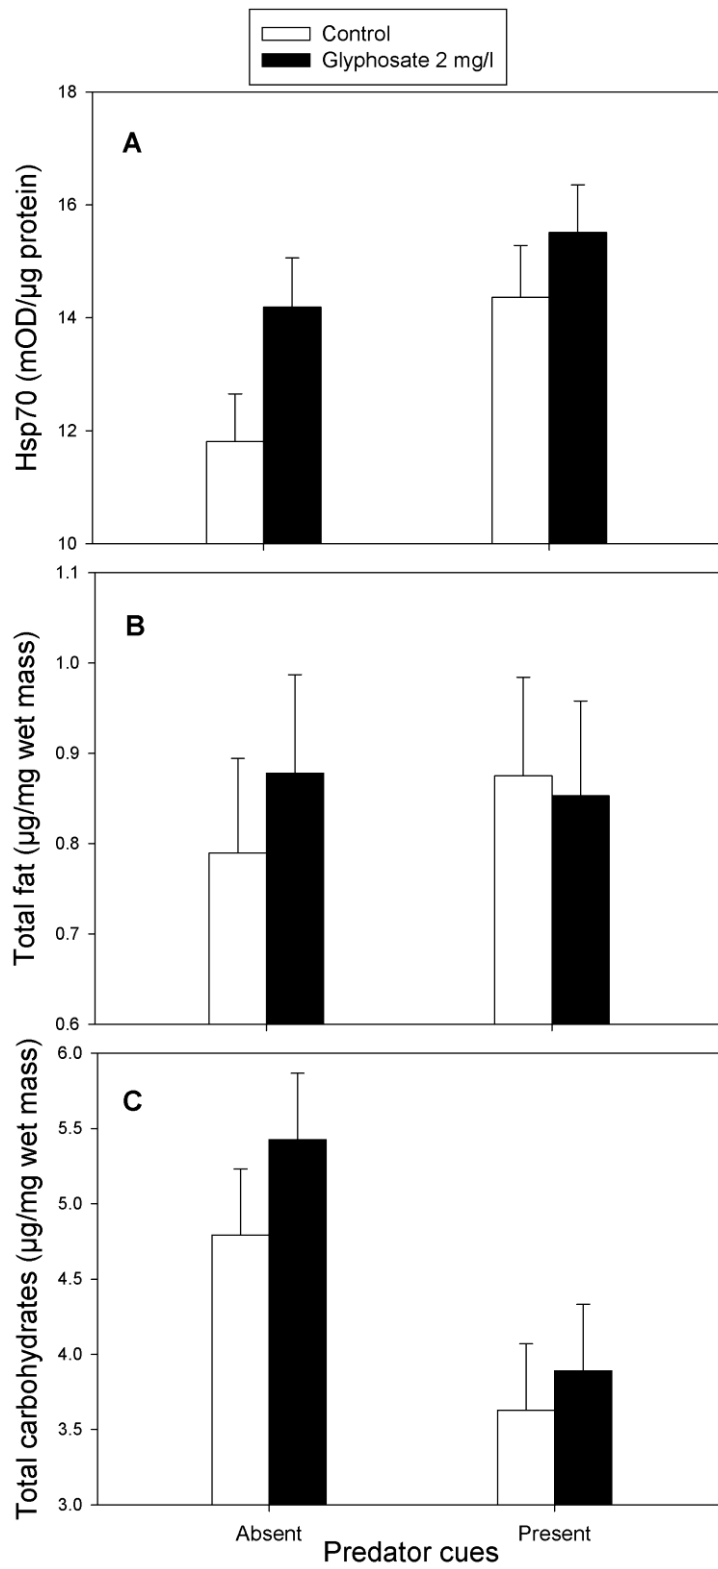 Control
Glyphosate 2 mg/l
A
Hsp70 (mOD/µg protein)
18
16
14
12
10
B
Total fat (µg/mg wet mass)
1.1
1.0
0.9
0.8
0.7
0.6
C
Total carbohydrates (µg/mg wet mass)
6.0
5.5
5.0
4.5
4.0
3.5
3.0
Absent Present
Predator cues